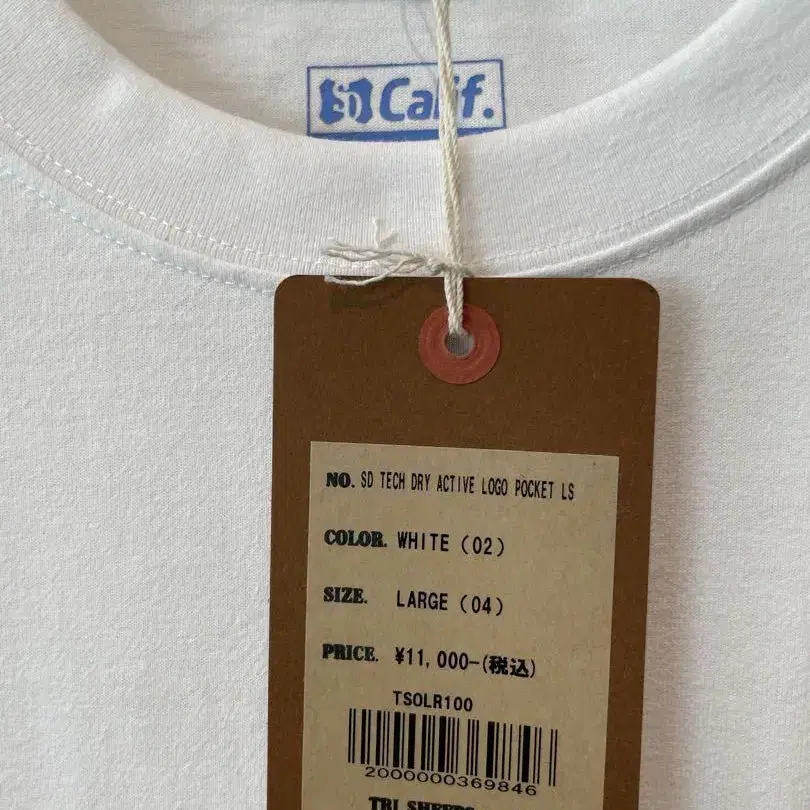 SD Calif.
NO. SD TECH DRY ACTIVE LOGO POCKET LS
COLOR. WHITE (02)
SIZE. LARGE (04)
PRICE. ¥11,000-(税込)
TSOLR100
2000000369846